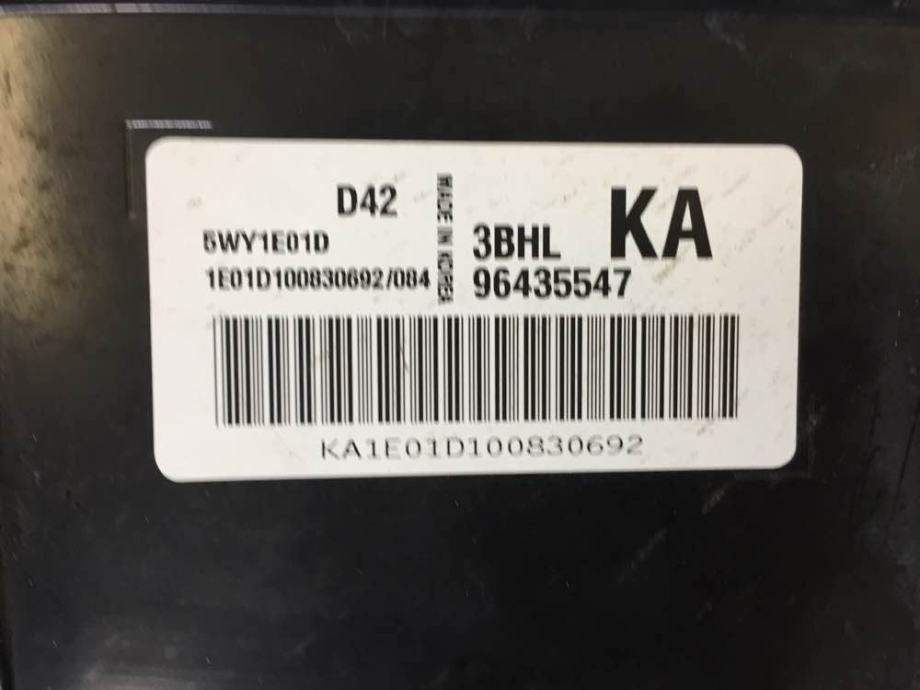 D42
5WY1E01D
1E01D100830692/084
MADE IN KOREA
3BHL KA
96435547
KA1E01D100830692